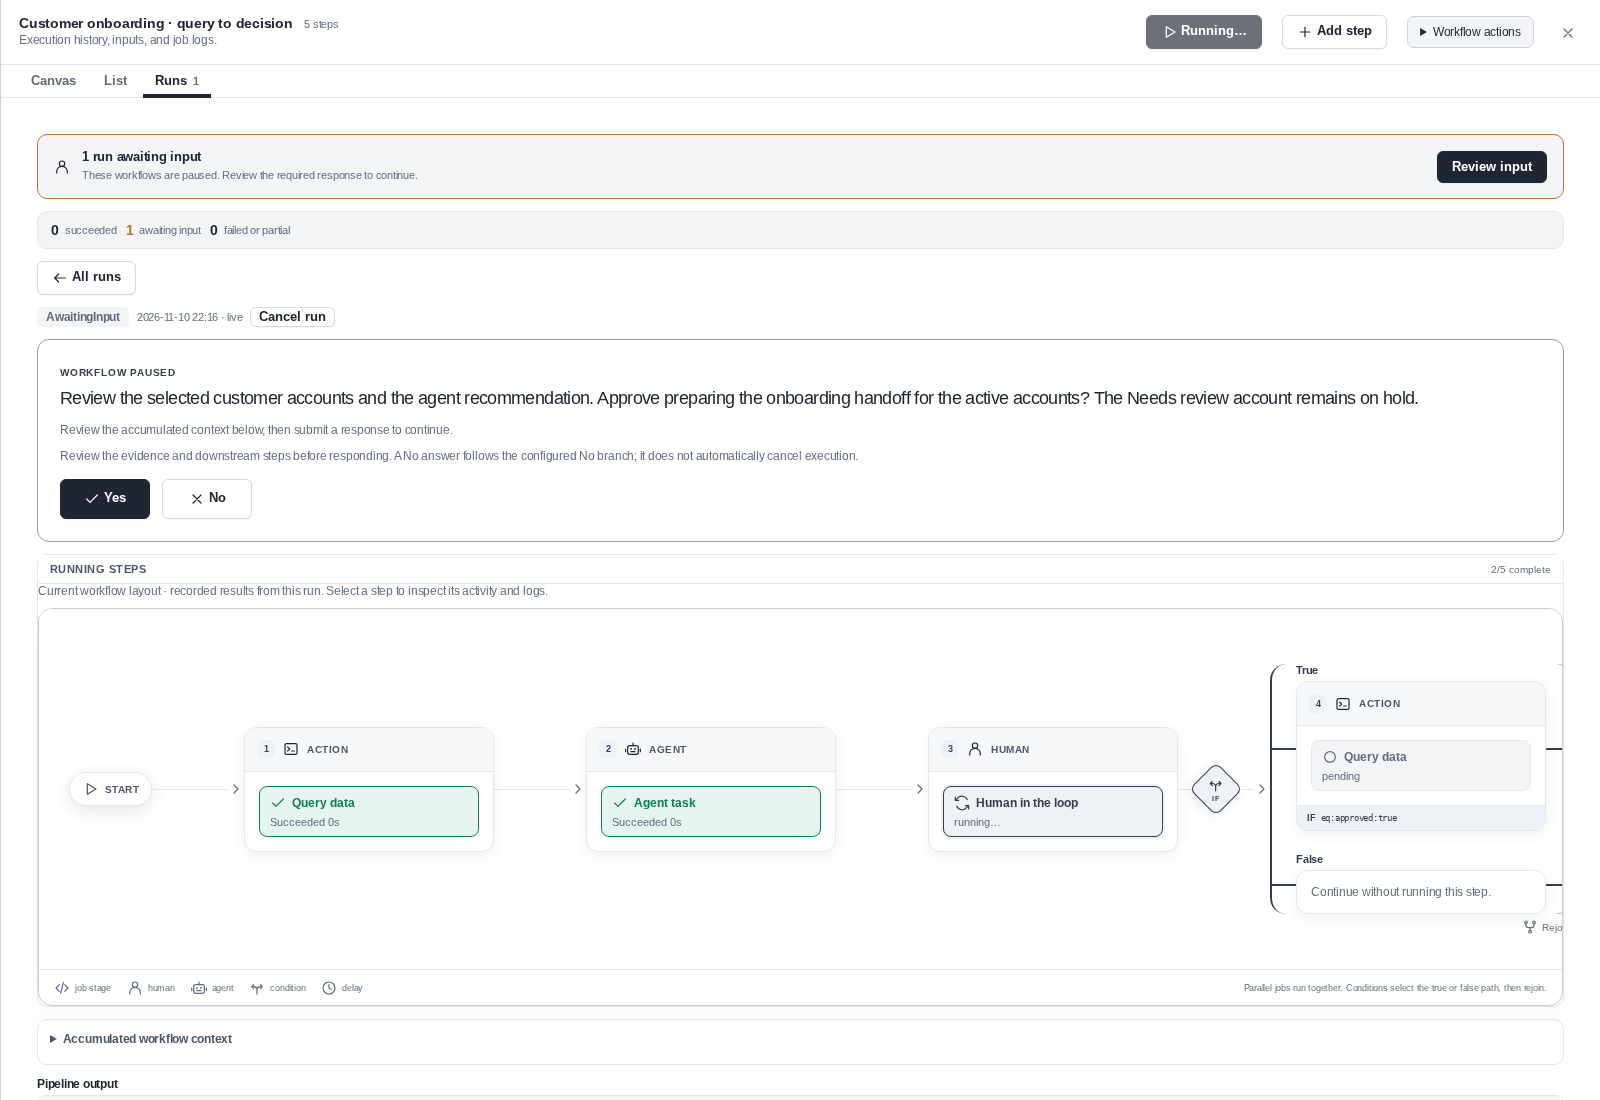 Customer onboarding · query to decision 5 steps
Execution history, inputs, and job logs.
Running...
Add step
Workflow actions
Canvas
List
Runs 1
1 run awaiting input
These workflows are paused. Review the required response to continue.
Review input
0 succeeded 1 awaiting input 0 failed or partial
All runs
AwaitingInput 2026-11-10 22:16 · live Cancel run
WORKFLOW PAUSED
Review the selected customer accounts and the agent recommendation. Approve preparing the onboarding handoff for the active accounts? The Needs review account remains on hold.
Review the accumulated context below, then submit a response to continue.
Review the evidence and downstream steps before responding. A No answer follows the configured No branch; it does not automatically cancel execution.
Yes
No
RUNNING STEPS
2/5 complete
Current workflow layout · recorded results from this run. Select a step to inspect its activity and logs.
START
1 ACTION
Query data
Succeeded 0s
2 AGENT
Agent task
Succeeded 0s
3 HUMAN
Human in the loop
running...
IF
True
4 ACTION
Query data
pending
IF eq:approved:true
False
Continue without running this step.
Rejo
job stage
human
agent
condition
delay
Parallel jobs run together. Conditions select the true or false path, then rejoin.
Accumulated workflow context
Pipeline output